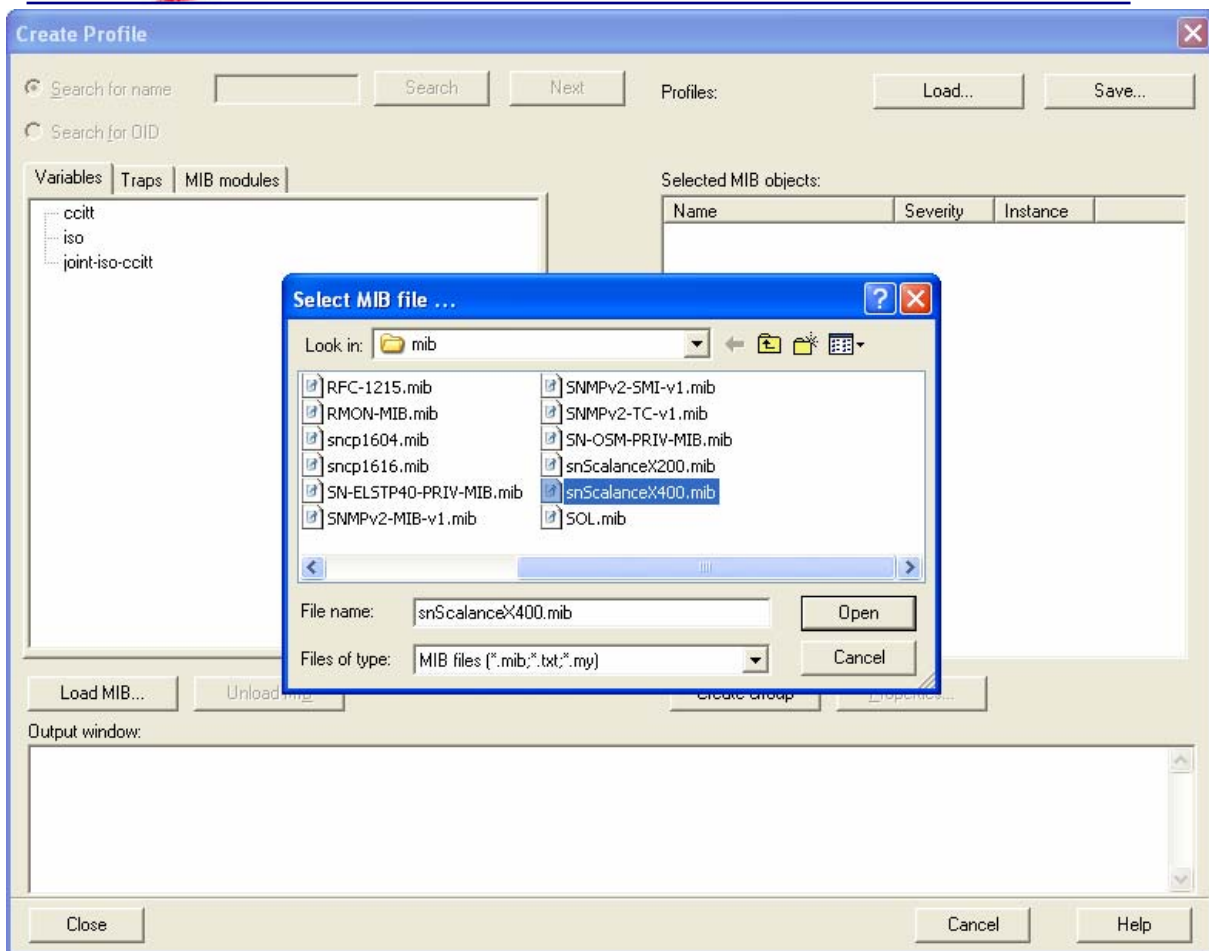 Create Profile
Search for name
Search
Next
Profiles:
Load...
Save...
Search for OID
Variables
Traps
MIB modules
Selected MIB objects:
Name
Severity
Instance
ccitt
iso
joint-iso-ccitt
Select MIB file ...
Look in:
mib
RFC-1215.mib
RMON-MIB.mib
sncp1604.mib
sncp1616.mib
SN-ELSTP40-PRIV-MIB.mib
SNMPv2-MIB-v1.mib
SNMPv2-SMI-v1.mib
SNMPv2-TC-v1.mib
SN-OSM-PRIV-MIB.mib
snScalanceX200.mib
snScalanceX400.mib
SOL.mib
File name:
snScalanceX400.mib
Open
Files of type:
MIB files (*.mib;*.txt;*.my)
Cancel
Load MIB...
Unload
Output window:
Close
Cancel
Help